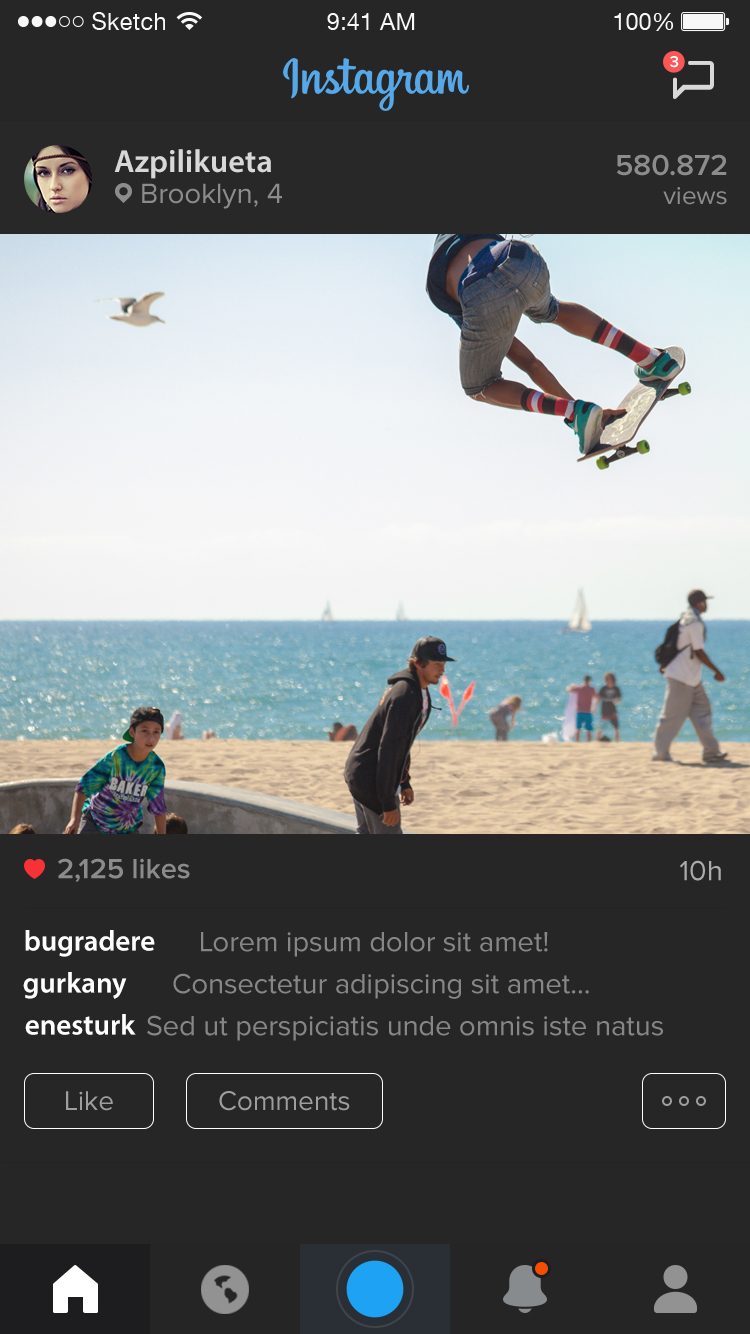 Sketch 9:41 AM 100%
Instagram
3
Azpilikueta 580.872
Brooklyn, 4 views
BAKER
2,125 likes 10h
bugradere Lorem ipsum dolor sit amet!
gurkany Consectetur adipiscing sit amet...
enesturk Sed ut perspiciatis unde omnis iste natus
Like Comments